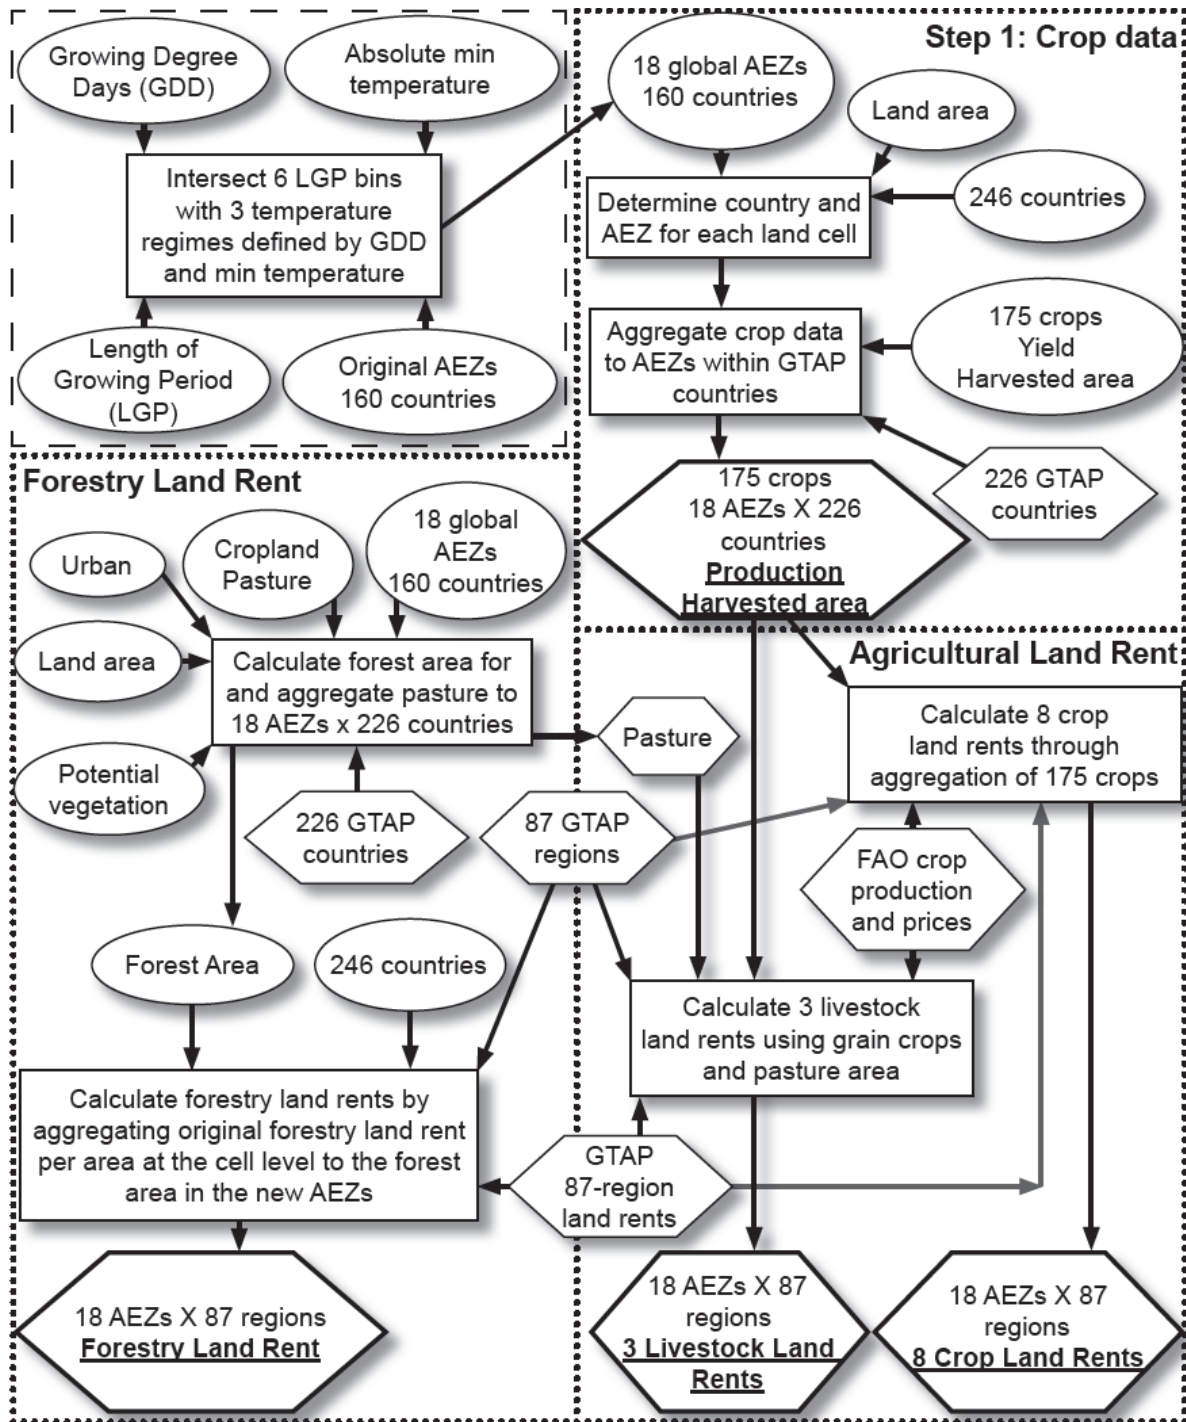 Growing Degree
Days (GDD)
Absolute min
temperature
Intersect 6 LGP bins
with 3 temperature
regimes defined by GDD
and min temperature
Length of
Growing Period
(LGP)
Original AEZs
160 countries
Step 1: Crop data
18 global AEZs
160 countries
Land area
Determine country and
AEZ for each land cell
246 countries
Aggregate crop data
to AEZs within GTAP
countries
175 crops
Yield
Harvested area
226 GTAP
countries
175 crops
18 AEZs X 226
countries
Production
Harvested area
Forestry Land Rent
Urban
Cropland
Pasture
18 global
AEZs
160 countries
Land area
Calculate forest area for
and aggregate pasture to
18 AEZs x 226 countries
Potential
vegetation
226 GTAP
countries
87 GTAP
regions
Forest Area
246 countries
Calculate forestry land rents by
aggregating original forestry land rent
per area at the cell level to the forest
area in the new AEZs
18 AEZs X 87 regions
Forestry Land Rent
Agricultural Land Rent
Pasture
Calculate 8 crop
land rents through
aggregation of 175 crops
FAO crop
production
and prices
Calculate 3 livestock
land rents using grain crops
and pasture area
GTAP
87-region
land rents
18 AEZs X 87
regions
3 Livestock Land
Rents
18 AEZs X 87
regions
8 Crop Land Rents